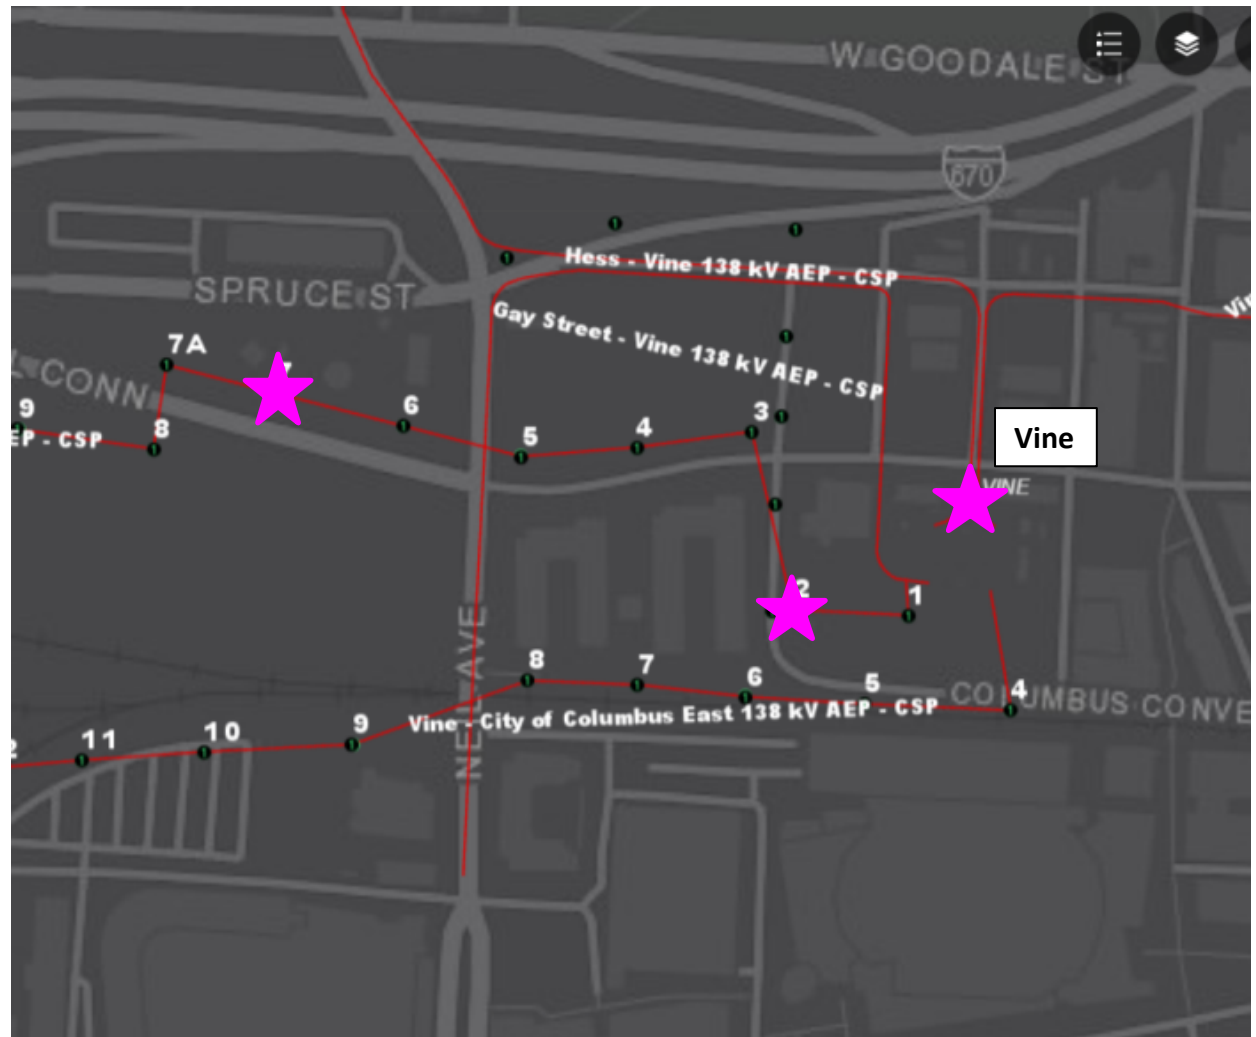 W GOODALE ST
670
Hess - Vine 138 kV AEP - CSP
SPRUCE ST
Gay Street - Vine 138 kV AEP - CSP
7A
7
L CONN
9
EP - CSP
8
6
5
4
3
Vine
VINE
2
1
NEIL AVE
8
7
6
5
4
COLUMBUS CONVE
Vine - City of Columbus East 138 kV AEP - CSP
9
10
11
2